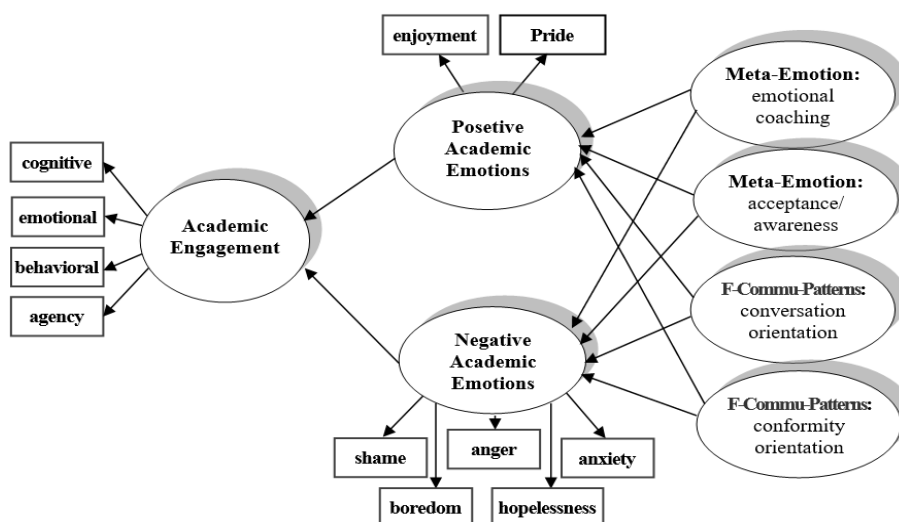 enjoyment
Pride
Meta-Emotion:
emotional
coaching
Posetive
Academic
Emotions
cognitive
emotional
behavioral
agency
Academic
Engagement
Meta-Emotion:
acceptance/
awareness
F-Commu-Patterns:
conversation
orientation
Negative
Academic
Emotions
F-Commu-Patterns:
conformity
orientation
shame
anger
anxiety
boredom
hopelessness